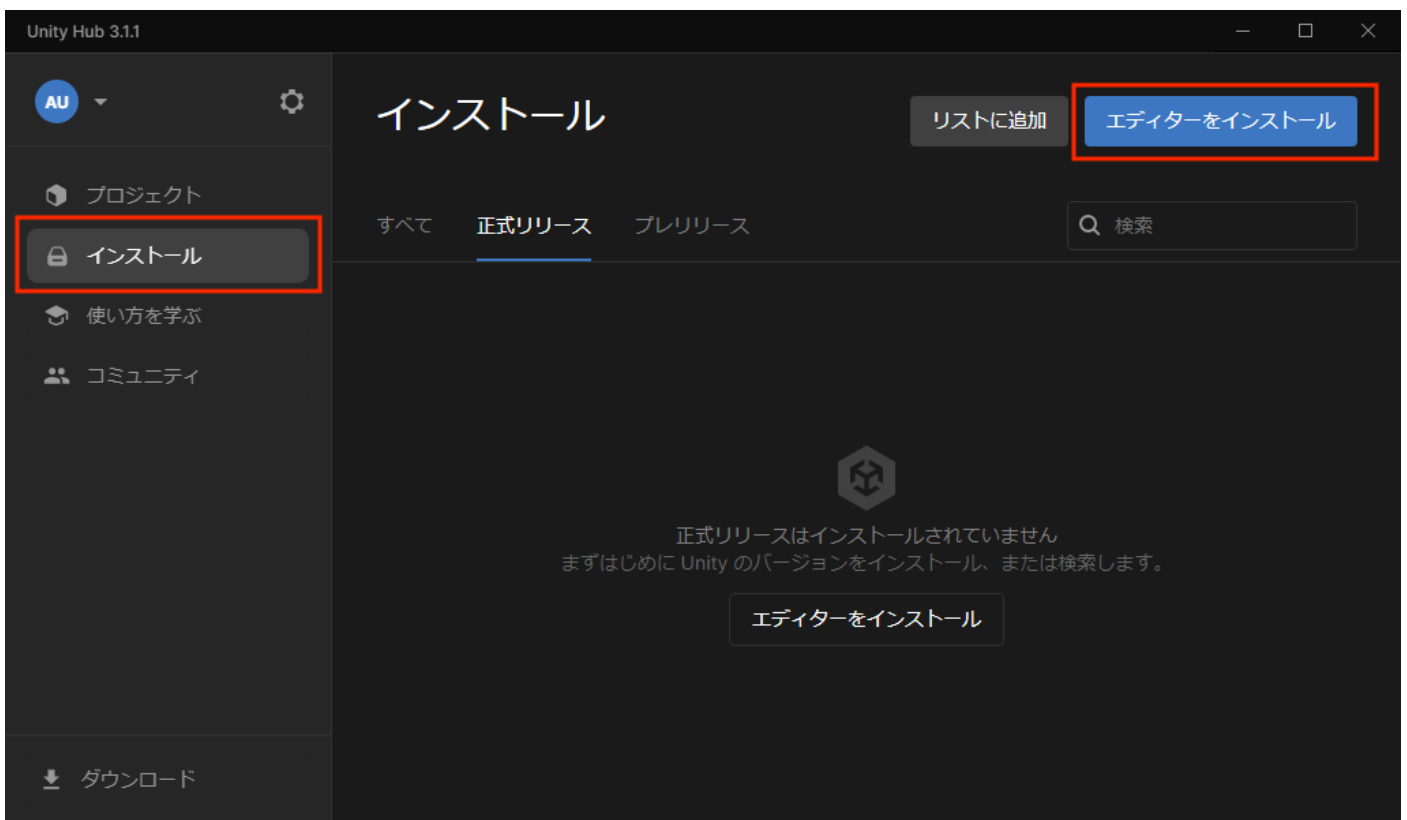 Unity Hub 3.1.1
AU
プロジェクト
インストール
使い方を学ぶ
コミュニティ
ダウンロード
インストール
リストに追加
エディターをインストール
すべて
正式リリース
プレリリース
検索
正式リリースはインストールされていません
まずはじめに Unity のバージョンをインストール、または検索します。
エディターをインストール